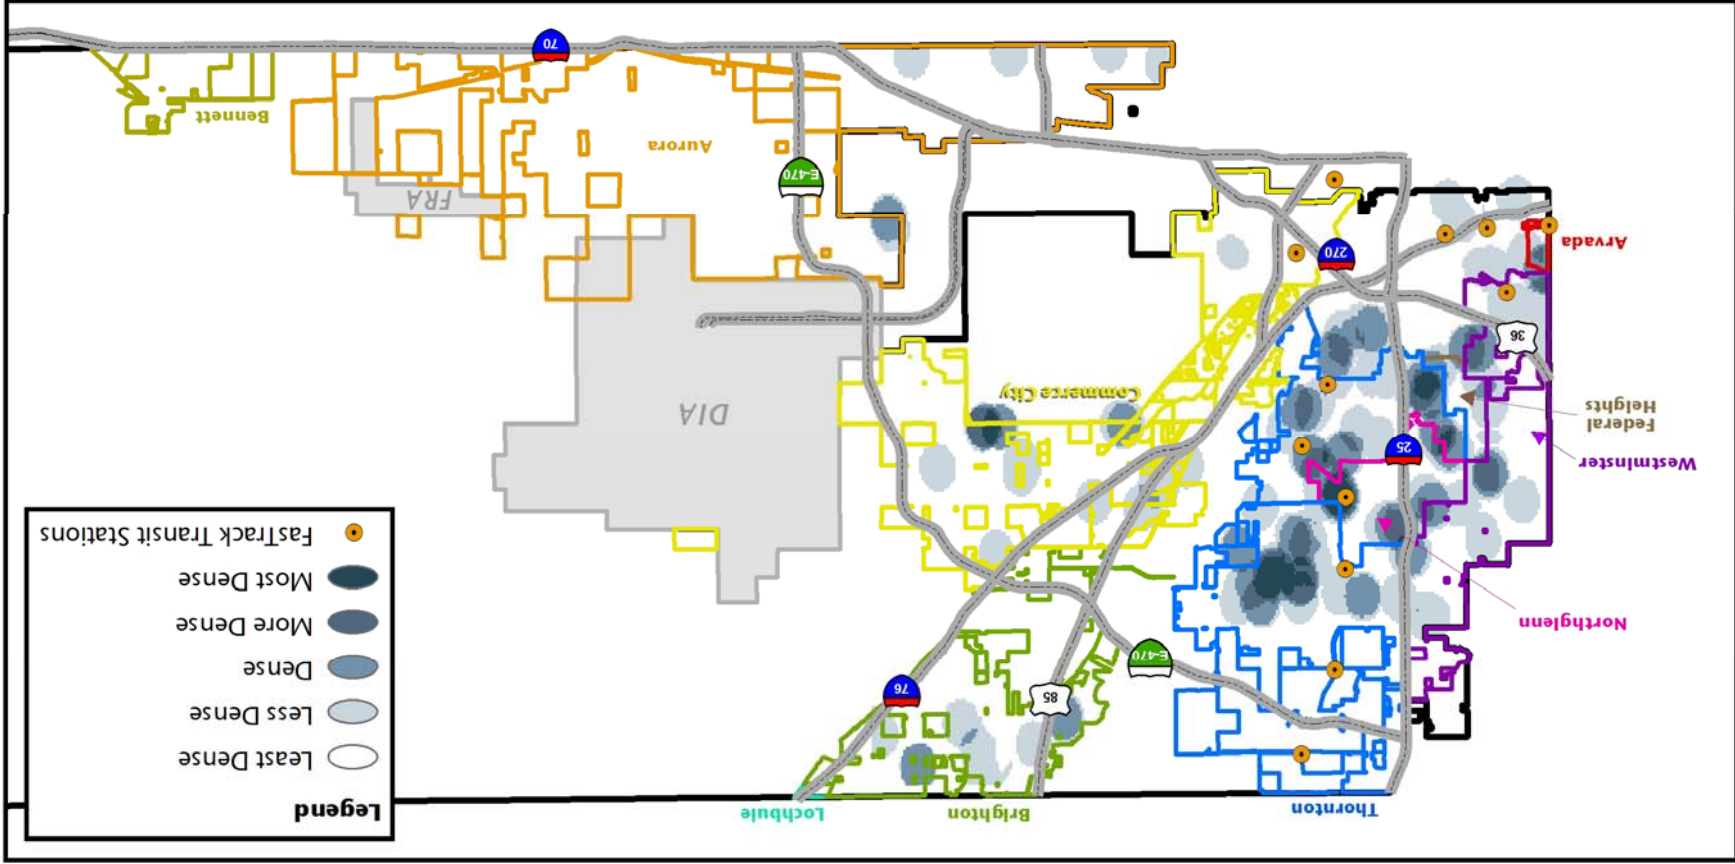 Thornton
Brighton
Lochbuie
Legend
Least Dense
Less Dense
Dense
More Dense
Most Dense
FasTrack Transit Stations
85
76
E-470
Northglenn
Westminster
25
Federal
Heights
Commerce City
DIA
36
270
Arvada
FRA
E-470
Aurora
Bennett
70